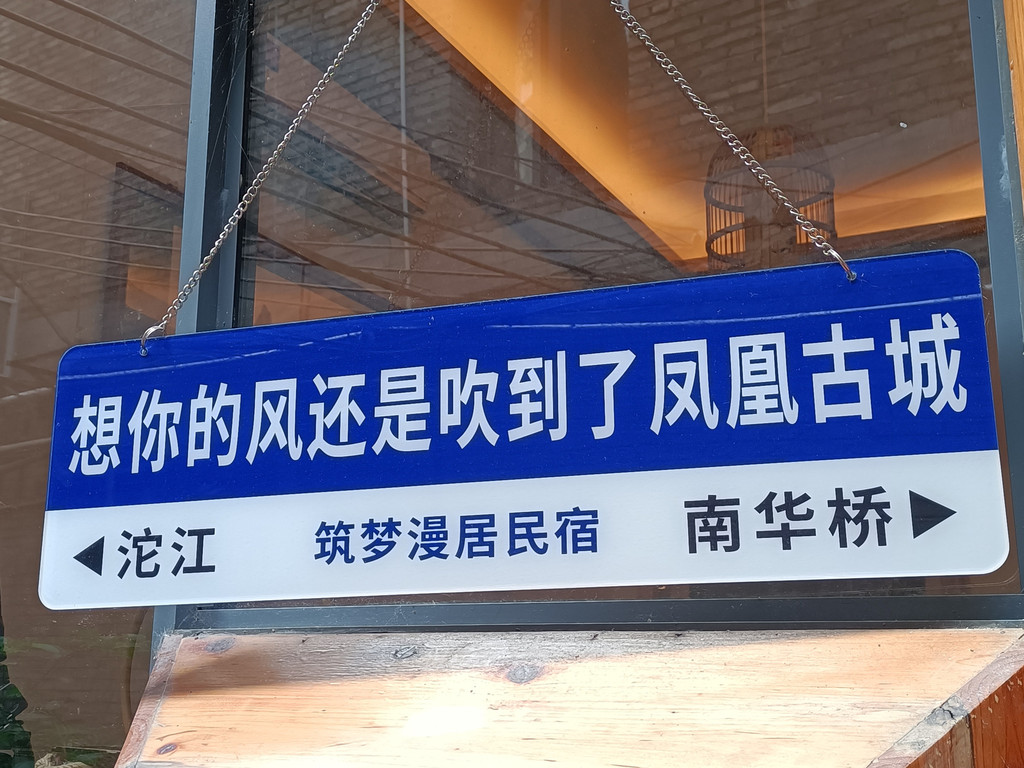 想你的风还是吹到了凤凰古城
◀沱江 筑梦漫居民宿 南华桥▶